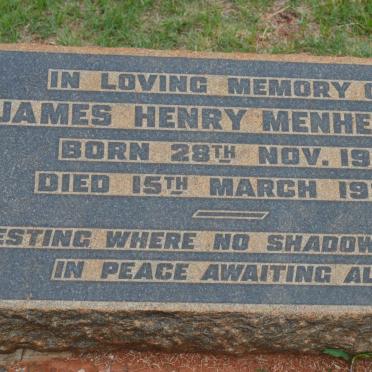 IN LOVING MEMORY O
JAMES HENRY MENHE
BORN 28TH NOV. 19
DIED 15TH MARCH 19
ESTING WHERE NO SHADOW
IN PEACE AWAITING AL